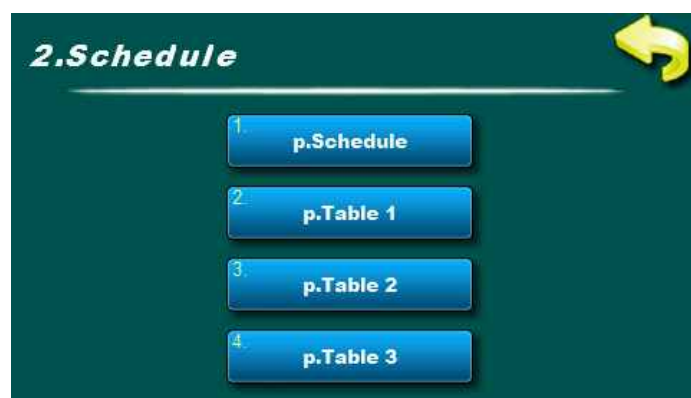 2.Schedule
1.
p.Schedule
2.
p.Table 1
3.
p.Table 2
4.
p.Table 3